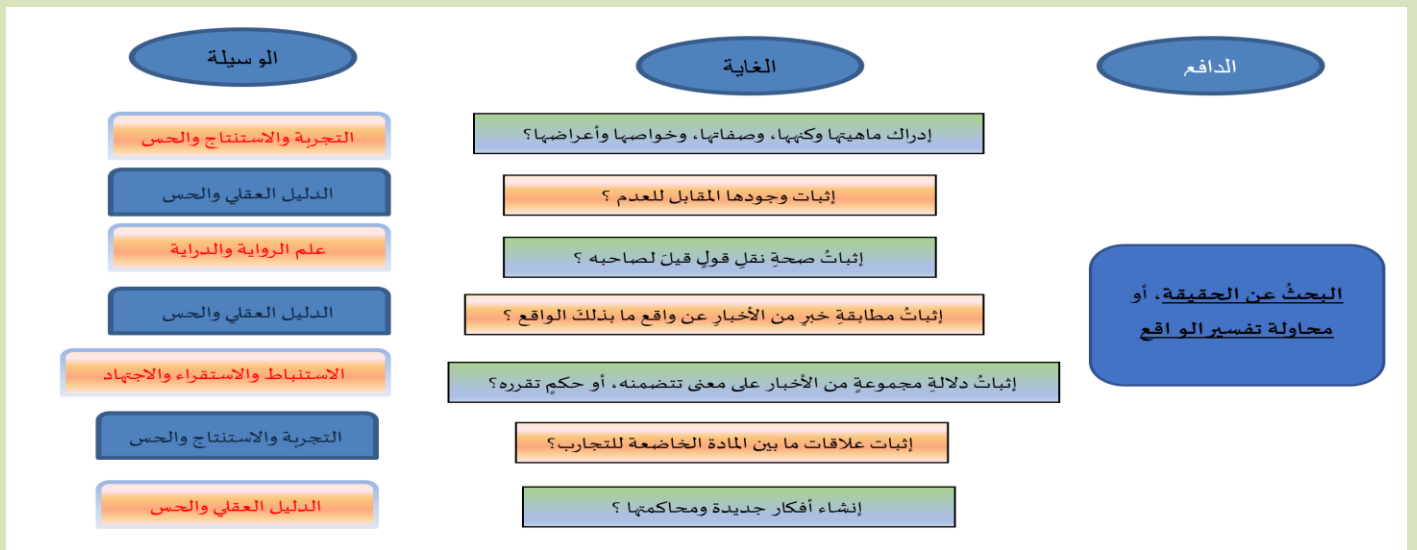 الدافع
الغاية
الوسيلة
البحثُ عن الحقيقة، أو
محاولة تفسير الواقع
إدراك ماهيتها وكنهها، وصفاتها، وخواصها وأعراضها؟
التجربة والاستنتاج والحس
إثبات وجودها المقابل للعدم ؟
الدليل العقلي والحس
إثباتُ صحةِ نقلِ قولٍ قيلَ لصاحبه ؟
علم الرواية والدراية
إثباتُ مطابقةِ خبرٍ من الأخبارِ عن واقع ما بذلكَ الواقع ؟
الدليل العقلي والحس
إثباتُ دلالةِ مجموعةٍ من الأخبار على معنى تتضمنه، أو حكمٍ تقرره؟
الاستنباط والاستقراء والاجتهاد
إثبات علاقات ما بين المادة الخاضعة للتجارب؟
التجربة والاستنتاج والحس
إنشاء أفكار جديدة ومحاكمتها ؟
الدليل العقلي والحس